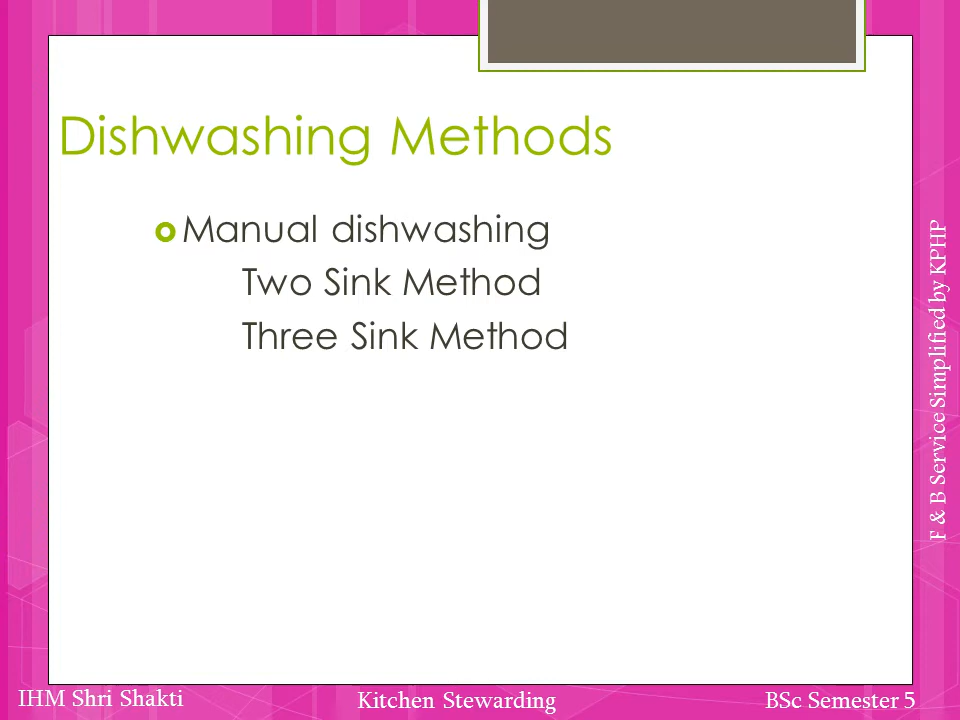 Dishwashing Methods
Manual dishwashing
Two Sink Method
Three Sink Method
F & B Service Simplified by KPHP
IHM Shri Shakti
Kitchen Stewarding
BSc Semester 5